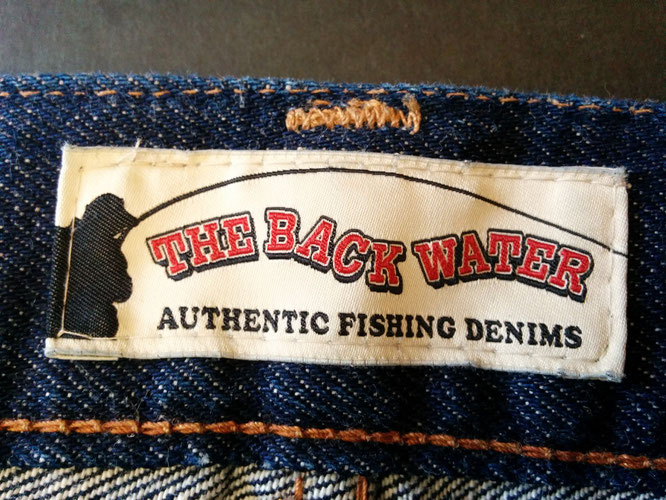 THE BACK WATER
AUTHENTIC FISHING DENIMS